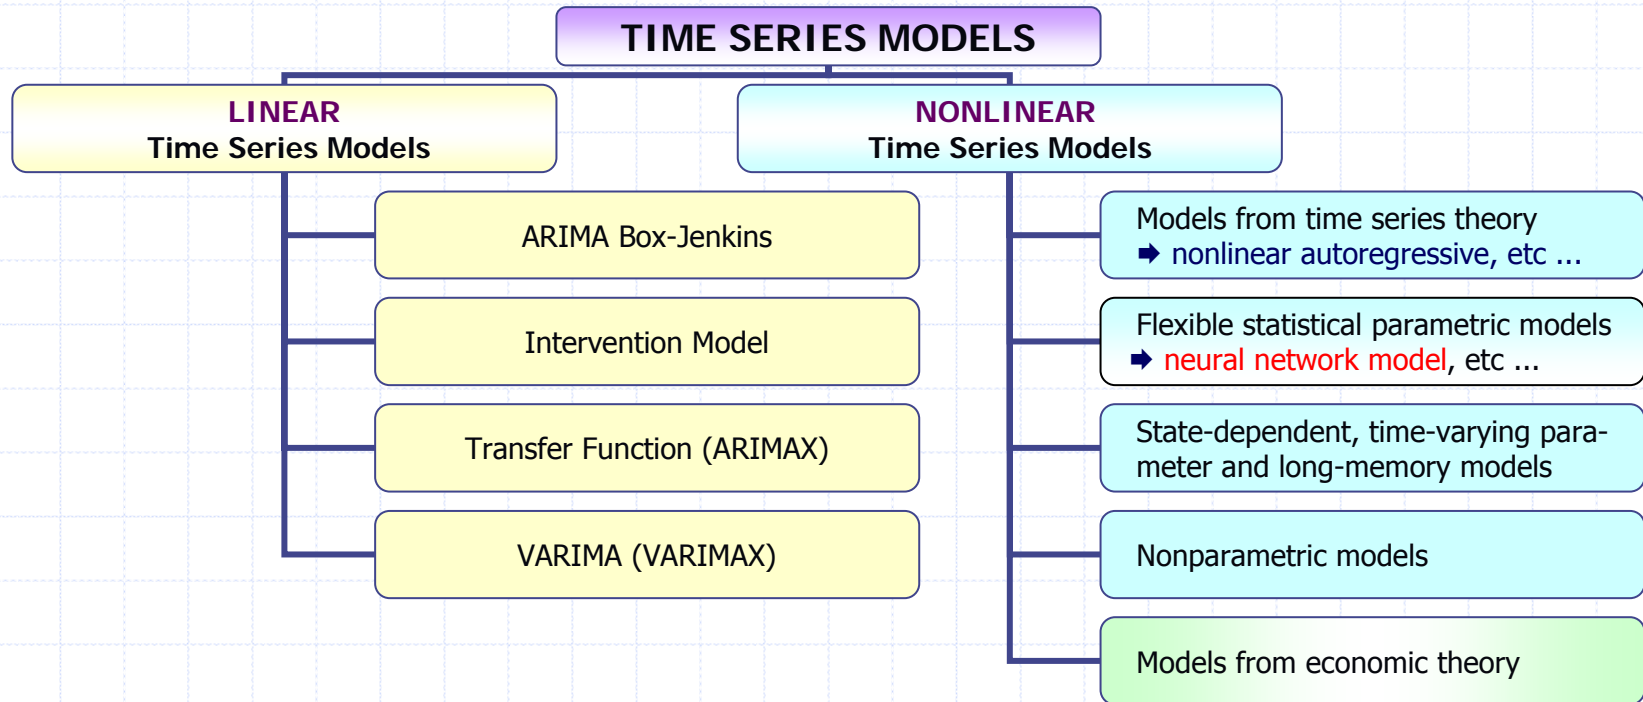 TIME SERIES MODELS
LINEAR
Time Series Models
NONLINEAR
Time Series Models
ARIMA Box-Jenkins
Intervention Model
Transfer Function (ARIMAX)
VARIMA (VARIMAX)
Models from time series theory
➡ nonlinear autoregressive, etc ...
Flexible statistical parametric models
➡ neural network model, etc ...
State-dependent, time-varying para-
meter and long-memory models
Nonparametric models
Models from economic theory